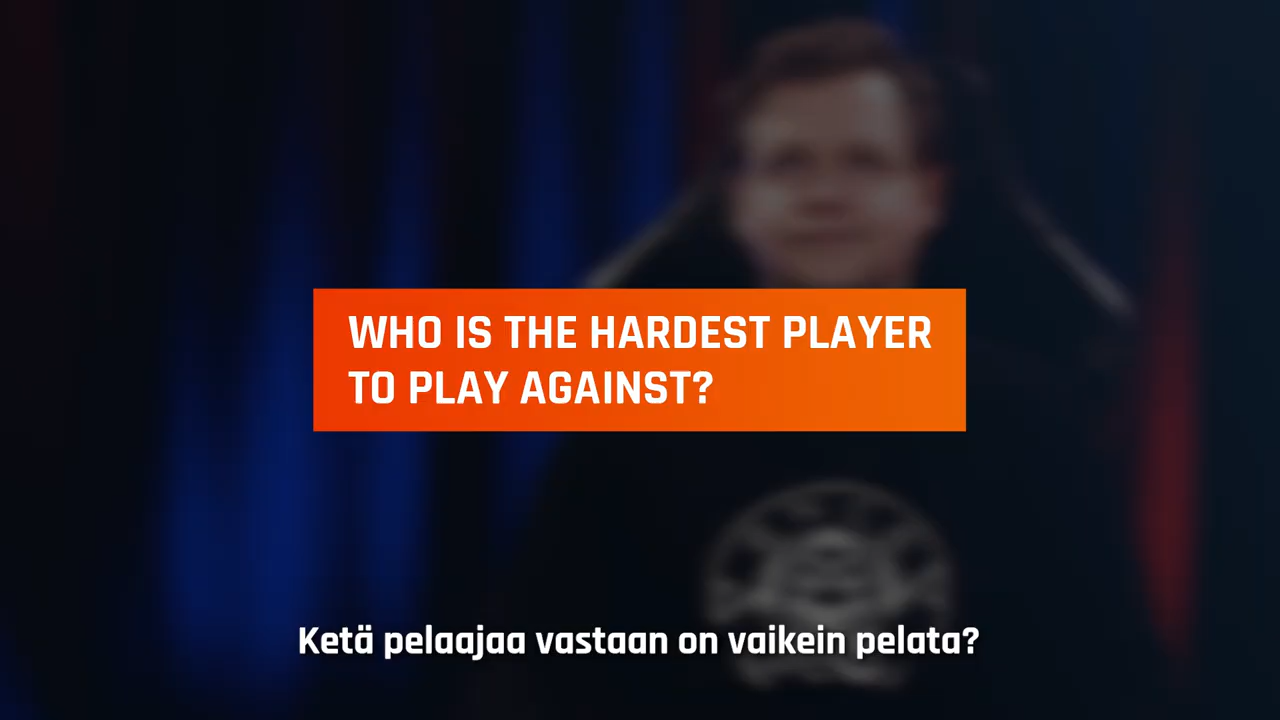 WHO IS THE HARDEST PLAYER
TO PLAY AGAINST?
Ketä pelaajaa vastaan on vaikein pelata?